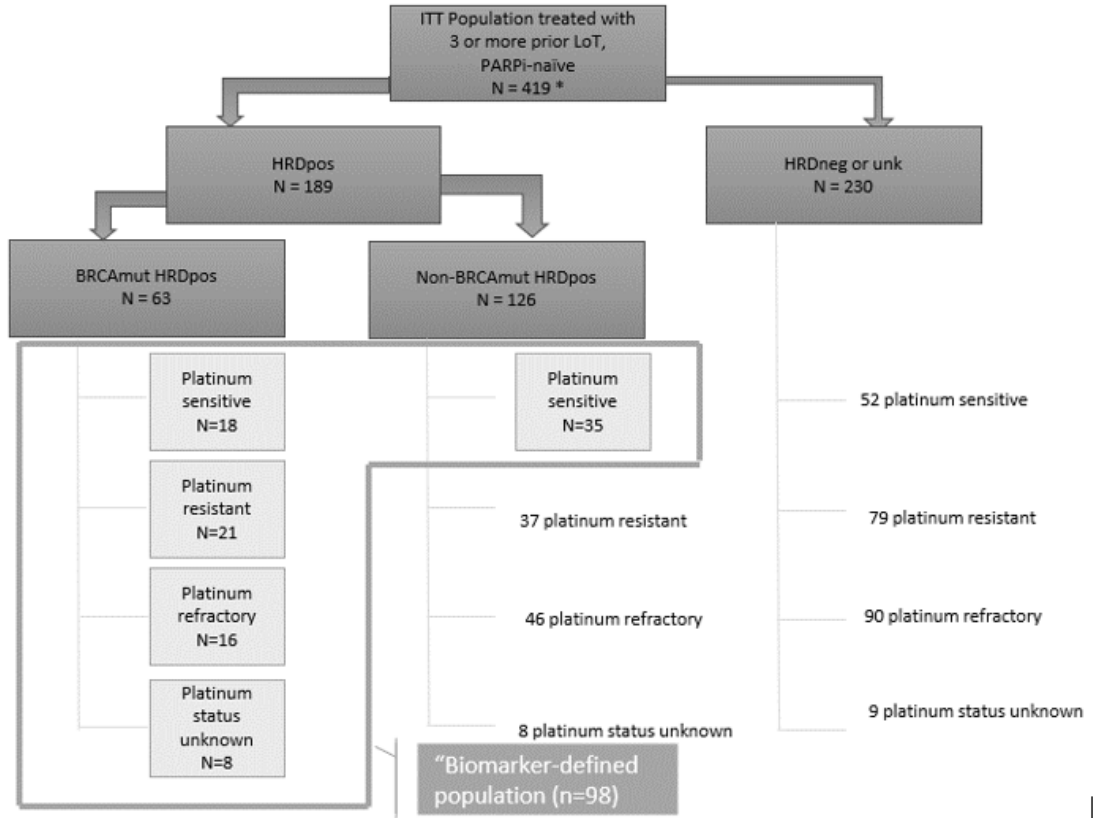 ITT Population treated with
3 or more prior LoT,
PARPi-naïve
N = 419 *
HRDpos
N = 189
HRDneg or unk
N = 230
BRCAmut HRDpos
N = 63
Non-BRCAmut HRDpos
N = 126
Platinum
sensitive
N=18
Platinum
resistant
N=21
Platinum
refractory
N=16
Platinum
status
unknown
N=8
Platinum
sensitive
N=35
37 platinum resistant
46 platinum refractory
8 platinum status unknown
52 platinum sensitive
79 platinum resistant
90 platinum refractory
9 platinum status unknown
“Biomarker-defined
population (n=98)